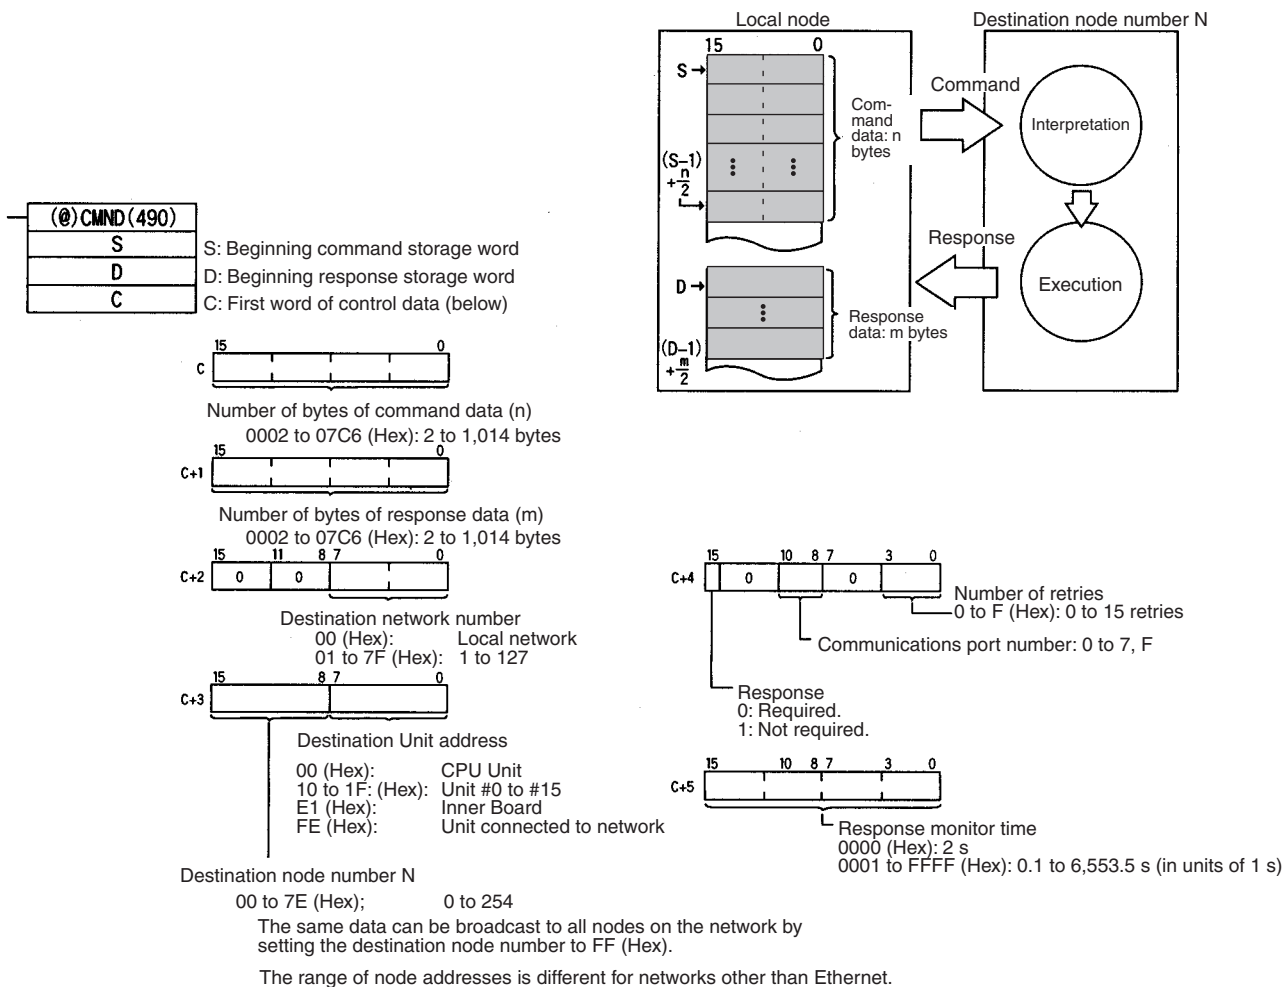 Local node
Destination node number N
15 0
S
Command
Com-
mand
data: n
bytes
Interpretation
(S–1)
+n/2
(@)CMND(490)
S
S: Beginning command storage word
D
D: Beginning response storage word
C
C: First word of control data (below)
Response
D
Execution
Response
data: m bytes
(D–1)
+m/2
15 0
C
Number of bytes of command data (n)
0002 to 07C6 (Hex): 2 to 1,014 bytes
15 0
C+1
Number of bytes of response data (m)
0002 to 07C6 (Hex): 2 to 1,014 bytes
15 11 8 7 0
C+2 0 0
Destination network number
00 (Hex): Local network
01 to 7F (Hex): 1 to 127
15 8 7 0
C+3
Destination Unit address
00 (Hex): CPU Unit
10 to 1F: (Hex): Unit #0 to #15
E1 (Hex): Inner Board
FE (Hex): Unit connected to network
Destination node number N
00 to 7E (Hex); 0 to 254
The same data can be broadcast to all nodes on the network by
setting the destination node number to FF (Hex).
The range of node addresses is different for networks other than Ethernet.
15 10 8 7 3 0
C+4 0 0
Number of retries
0 to F (Hex): 0 to 15 retries
Communications port number: 0 to 7, F
Response
0: Required.
1: Not required.
15 10 8 7 3 0
C+5
Response monitor time
0000 (Hex): 2 s
0001 to FFFF (Hex): 0.1 to 6,553.5 s (in units of 1 s)